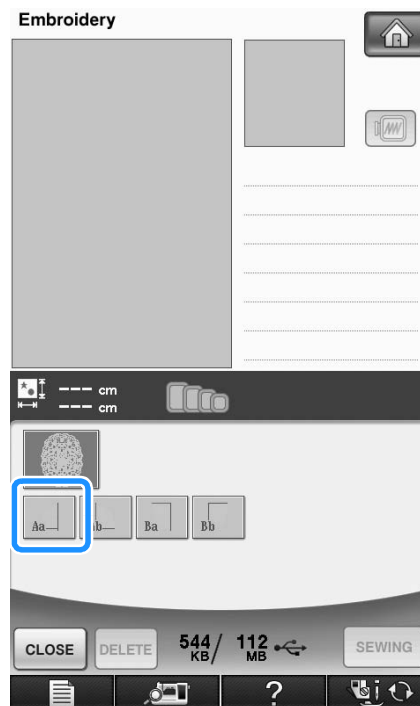 Embroidery
--- cm
--- cm
Aa Ab Ba Bb
CLOSE DELETE 544 KB/ 112 MB SEWING
?